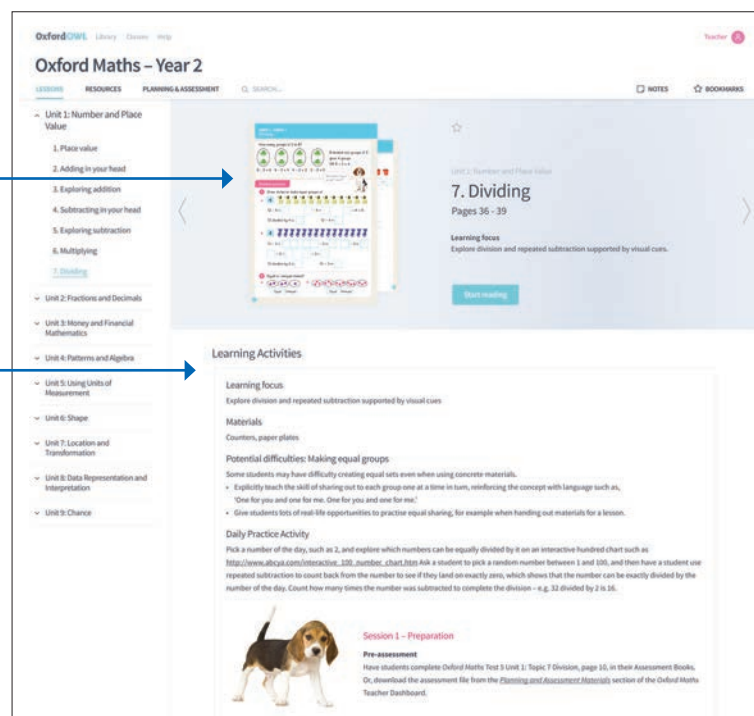 OxfordOWL Library Owners Help
Teacher
Oxford Maths – Year 2
LESSONS RESOURCES PLANNING & ASSESSMENT SEARCH... NOTES BOOKMARKS
Unit 1: Number and Place
Value
1. Place value
2. Adding in your head
3. Exploring addition
4. Subtracting in your head
5. Exploring subtraction
6. Multiplying
7. Dividing
Unit 2: Fractions and Decimals
Unit 3: Money and Financial
Mathematics
Unit 4: Patterns and Algebra
Unit 5: Using Units of
Measurement
Unit 6: Shape
Unit 7: Location and
Transformation
Unit 8: Data Representation and
Interpretation
Unit 9: Chance
Unit 1: Number and Place Value
7. Dividing
Pages 36 - 39
Learning focus
Explore division and repeated subtraction supported by visual cues.
Start reading
Learning Activities
Learning focus
Explore division and repeated subtraction supported by visual cues
Materials
Counters, paper plates
Potential difficulties: Making equal groups
Some students may have difficulty creating equal sets even when using concrete materials.
• Explicitly teach the skill of sharing out to each group one at a time in turn, reinforcing the concept with language such as,
'One for you and one for me. One for you and one for me.'
• Give students lots of real-life opportunities to practise equal sharing, for example when handing out materials for a lesson.
Daily Practice Activity
Pick a number of the day, such as 2, and explore which numbers can be equally divided by it on an interactive hundred chart such as
http://www.abcya.com/interactive_100_number_chart.htm Ask a student to pick a random number between 1 and 100, and then have a student use
repeated subtraction to count back from the number to see if they land on exactly zero, which shows that the number can be exactly divided by the
number of the day. Count how many times the number was subtracted to complete the division – e.g. 32 divided by 2 is 16.
Session 1 – Preparation
Pre-assessment
Have students complete Oxford Maths Test 5 Unit 1: Topic 7 Division, page 10, in their Assessment Books.
Or, download the assessment file from the Planning and Assessment Materials section of the Oxford Maths
Teacher Dashboard.